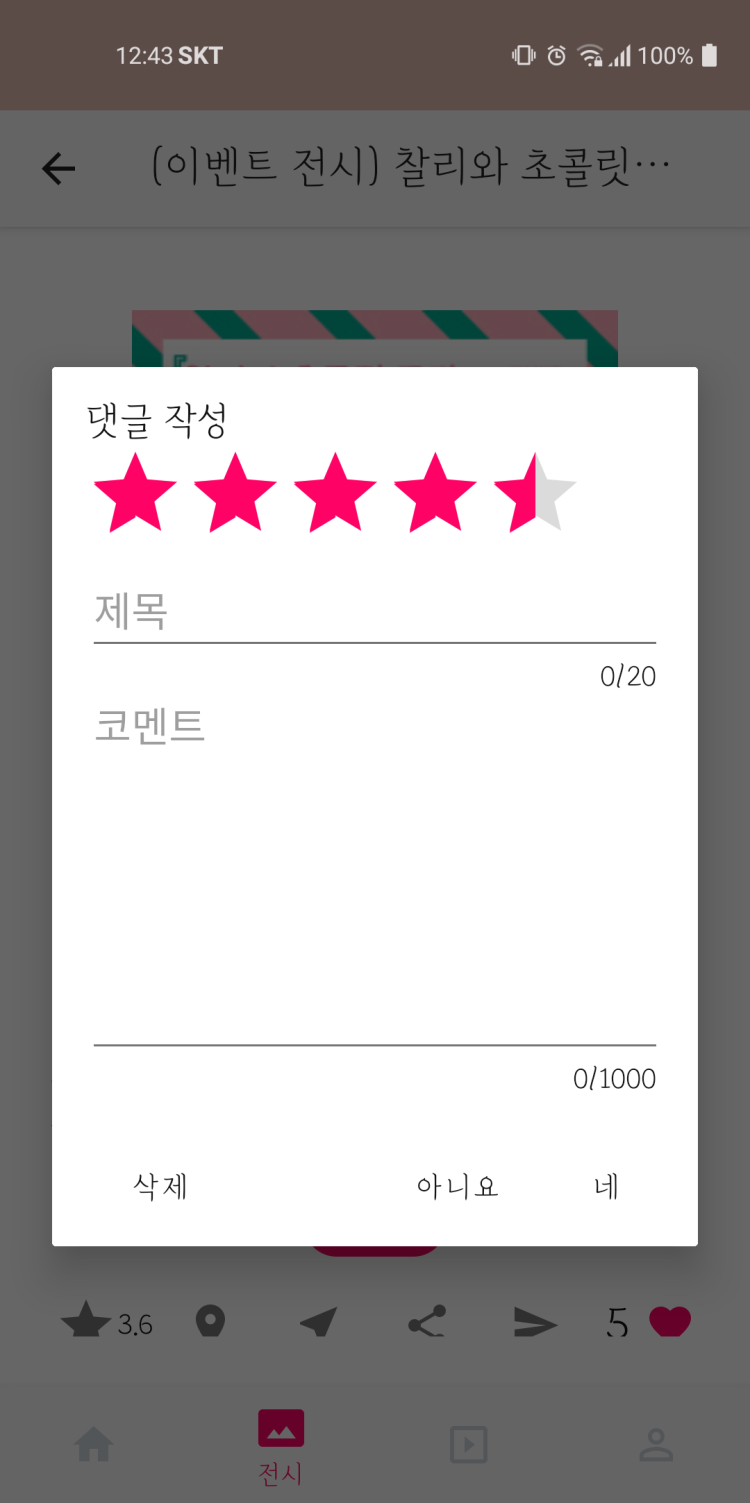 12:43 SKT 100%
(이벤트 전시) 찰리와 초콜릿…
댓글 작성
제목
0/20
코멘트
0/1000
삭제 아니요 네
3.6 5
전시